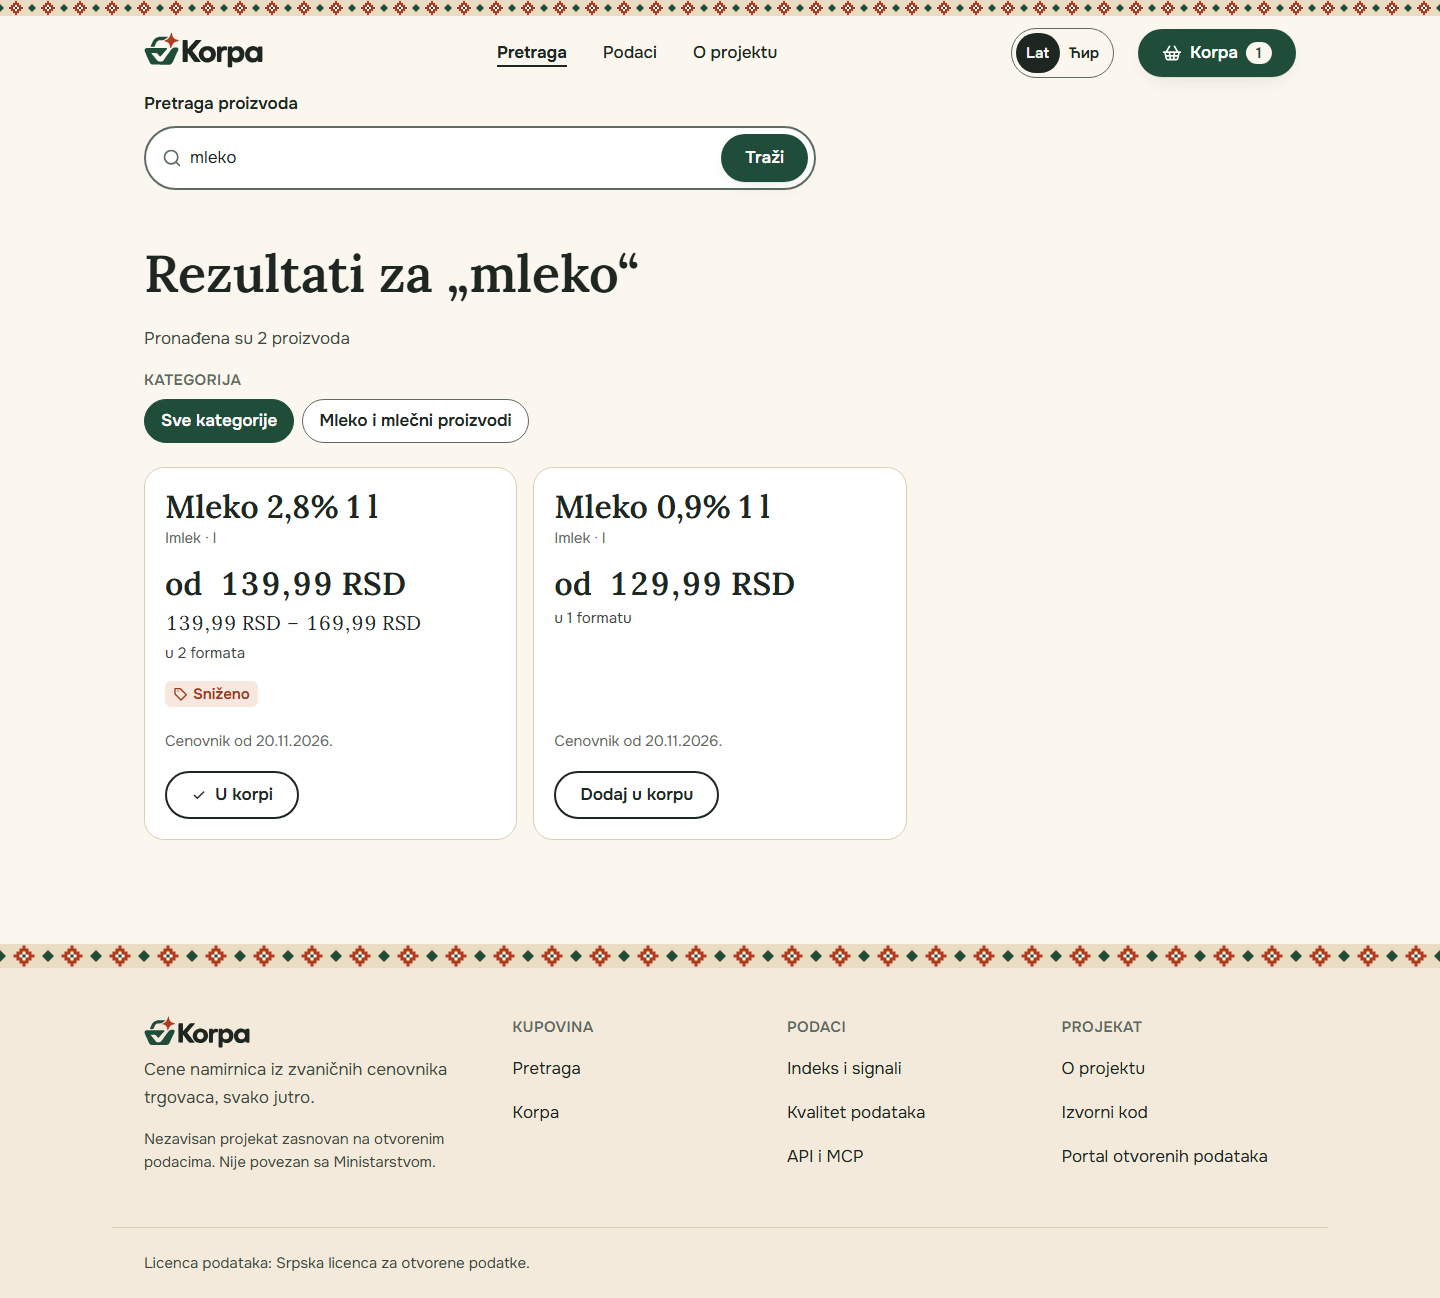 Korpa
Pretraga
Podaci
O projektu
Lat
Ћир
Korpa 1
Pretraga proizvoda
mleko
Traži
Rezultati za „mleko“
Pronađena su 2 proizvoda
KATEGORIJA
Sve kategorije
Mleko i mlečni proizvodi
Mleko 2,8% 1 l
Imlek · l
od 139,99 RSD
139,99 RSD – 169,99 RSD
u 2 formata
Sniženo
Cenovnik od 20.11.2026.
U korpi
Mleko 0,9% 1 l
Imlek · l
od 129,99 RSD
u 1 formatu
Cenovnik od 20.11.2026.
Dodaj u korpu
Korpa
Cene namirnica iz zvaničnih cenovnika
trgovaca, svako jutro.
Nezavisan projekat zasnovan na otvorenim
podacima. Nije povezan sa Ministarstvom.
KUPOVINA
Pretraga
Korpa
PODACI
Indeks i signali
Kvalitet podataka
API i MCP
PROJEKAT
O projektu
Izvorni kod
Portal otvorenih podataka
Licenca podataka: Srpska licenca za otvorene podatke.